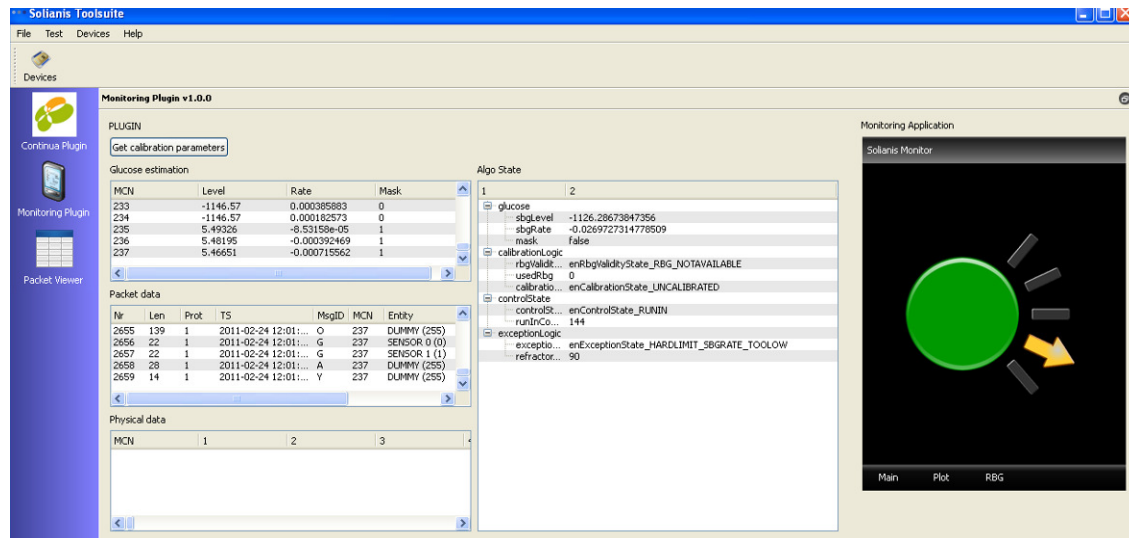 Solianis Toolsuite
File Test Devices Help
Devices
Continua Plugin
Monitoring Plugin
Packet Viewer
Monitoring Plugin v1.0.0
PLUGIN
Get calibration parameters
Glucose estimation
MCN Level Rate Mask
233 -1146.57 0.000385883 0
234 -1146.57 0.000182573 0
235 5.49326 -8.53158e-05 1
236 5.48195 -0.000392469 1
237 5.46651 -0.000715562 1
Packet data
Nr Len Prot TS MsgID MCN Entity
2655 139 1 2011-02-24 12:01:... O 237 DUMMY (255)
2656 22 1 2011-02-24 12:01:... G 237 SENSOR 0 (0)
2657 22 1 2011-02-24 12:01:... G 237 SENSOR 1 (1)
2658 28 1 2011-02-24 12:01:... A 237 DUMMY (255)
2659 14 1 2011-02-24 12:01:... Y 237 DUMMY (255)
Physical data
MCN 1 2 3
Algo State
1 2
glucose
sbgLevel -1126.28673847356
sbgRate -0.0269727314778509
mask false
calibrationLogic
rbgValidit... enRbgValidityState_RBG_NOTAVAILABLE
usedRbg 0
calibratio... enCalibrationState_UNCALIBRATED
controlState
controlSt... enControlState_RUNIN
runInCo... 144
exceptionLogic
exceptio... enExceptionState_HARDLIMIT_SBGRATE_TOOLOW
refractor... 90
Monitoring Application
Solianis Monitor
Main Plot RBG